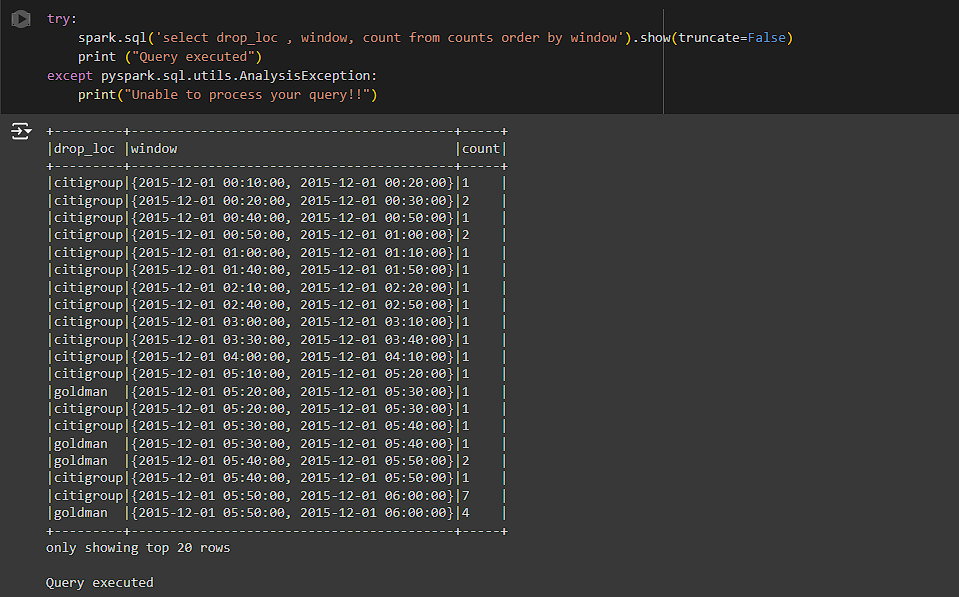 try:
    spark.sql('select drop_loc , window, count from counts order by window').show(truncate=False)
    print ("Query executed")
except pyspark.sql.utils.AnalysisException:
    print("Unable to process your query!!")
+---------+------------------------------------------+-----+
|drop_loc |window                                    |count|
+---------+------------------------------------------+-----+
|citigroup|{2015-12-01 00:10:00, 2015-12-01 00:20:00}|1    |
|citigroup|{2015-12-01 00:20:00, 2015-12-01 00:30:00}|2    |
|citigroup|{2015-12-01 00:40:00, 2015-12-01 00:50:00}|1    |
|citigroup|{2015-12-01 00:50:00, 2015-12-01 01:00:00}|2    |
|citigroup|{2015-12-01 01:00:00, 2015-12-01 01:10:00}|1    |
|citigroup|{2015-12-01 01:40:00, 2015-12-01 01:50:00}|1    |
|citigroup|{2015-12-01 02:10:00, 2015-12-01 02:20:00}|1    |
|citigroup|{2015-12-01 02:40:00, 2015-12-01 02:50:00}|1    |
|citigroup|{2015-12-01 03:00:00, 2015-12-01 03:10:00}|1    |
|citigroup|{2015-12-01 03:30:00, 2015-12-01 03:40:00}|1    |
|citigroup|{2015-12-01 04:00:00, 2015-12-01 04:10:00}|1    |
|citigroup|{2015-12-01 05:10:00, 2015-12-01 05:20:00}|1    |
|goldman  |{2015-12-01 05:20:00, 2015-12-01 05:30:00}|1    |
|citigroup|{2015-12-01 05:20:00, 2015-12-01 05:30:00}|1    |
|citigroup|{2015-12-01 05:30:00, 2015-12-01 05:40:00}|1    |
|goldman  |{2015-12-01 05:30:00, 2015-12-01 05:40:00}|1    |
|goldman  |{2015-12-01 05:40:00, 2015-12-01 05:50:00}|2    |
|citigroup|{2015-12-01 05:40:00, 2015-12-01 05:50:00}|1    |
|citigroup|{2015-12-01 05:50:00, 2015-12-01 06:00:00}|7    |
|goldman  |{2015-12-01 05:50:00, 2015-12-01 06:00:00}|4    |
+---------+------------------------------------------+-----+
only showing top 20 rows
Query executed